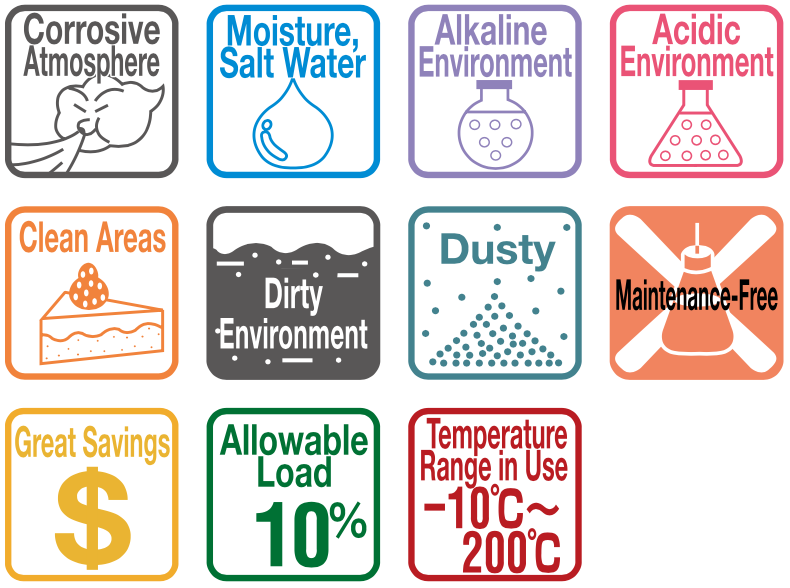 Corrosive
Atmosphere
Moisture,
Salt Water
Alkaline
Environment
Acidic
Environment
Clean Areas
Dirty
Environment
Dusty
Maintenance-Free
Great Savings
$
Allowable
Load
10%
Temperature
Range in Use
−10℃～
200℃